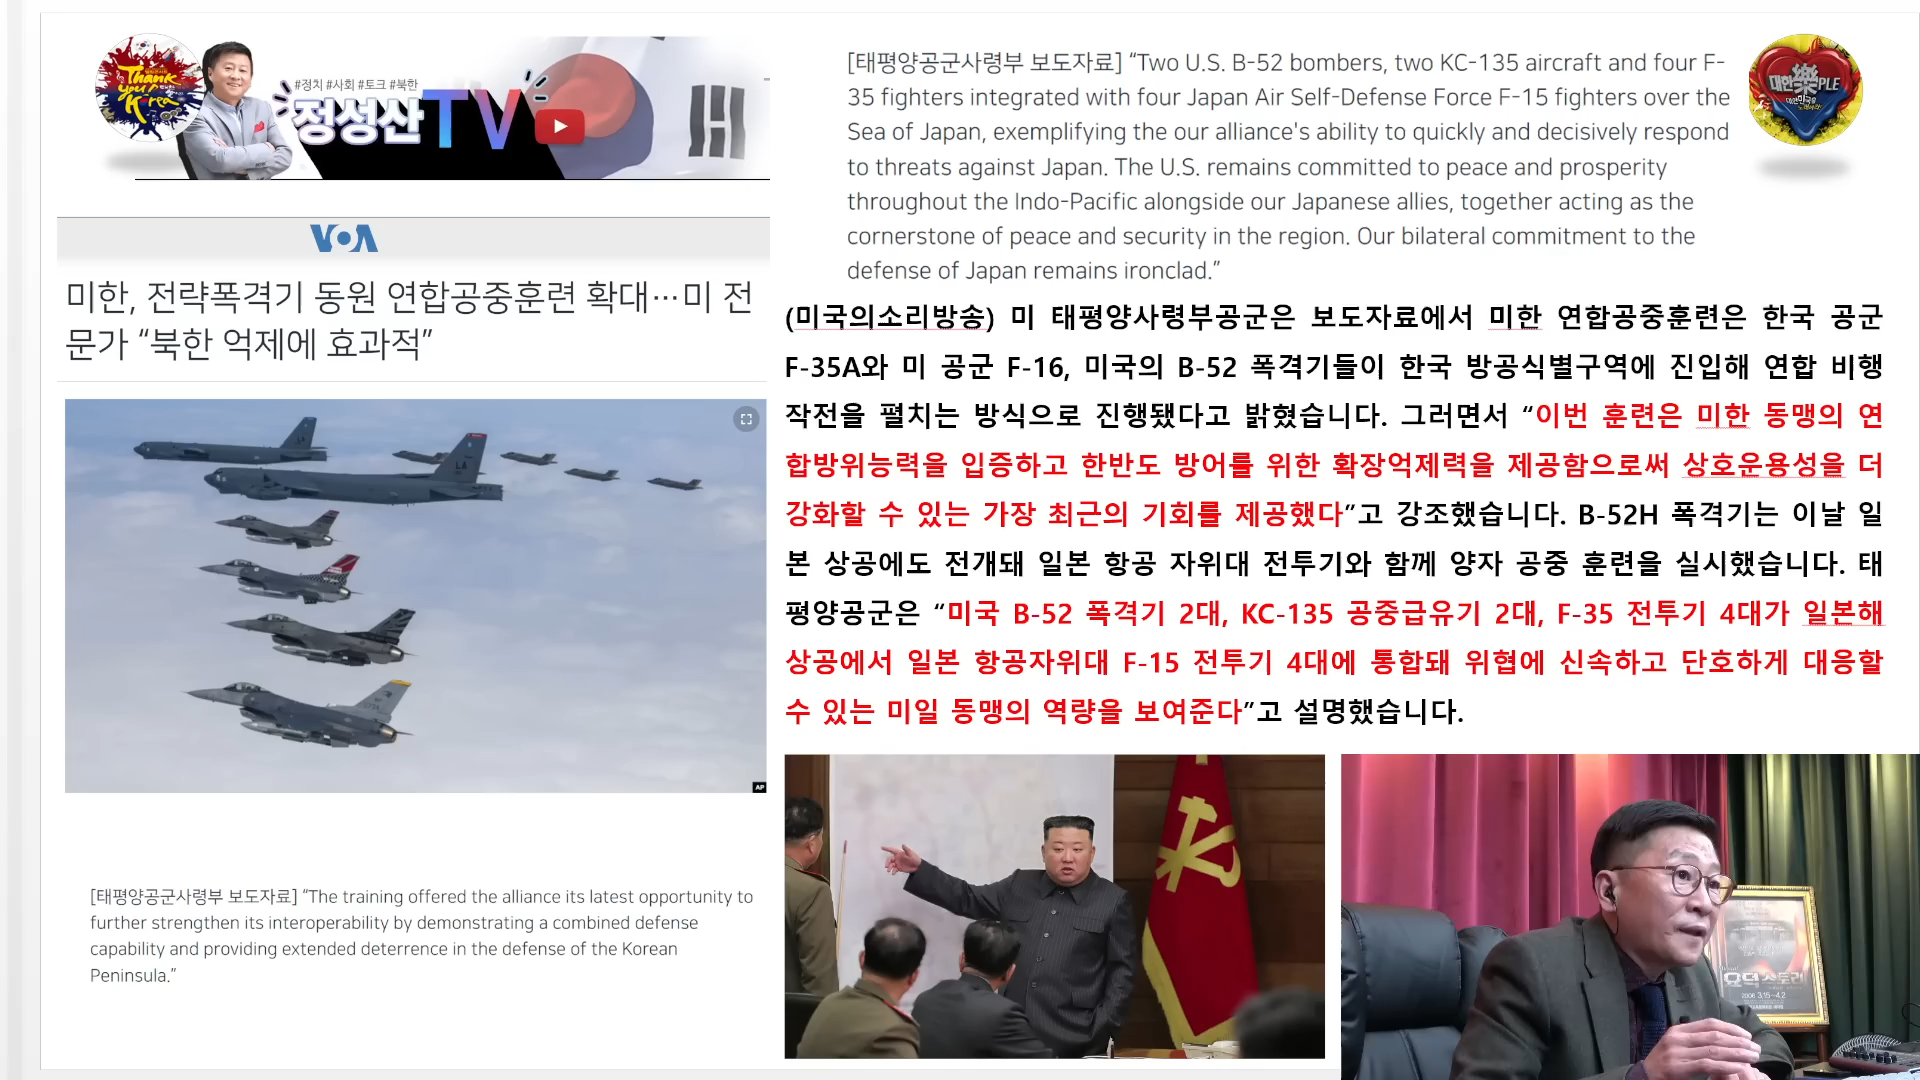 Thank
you!
Korea
#정치 #사회 #토크 #북한
정성산TV
VOA
미한, 전략폭격기 동원 연합공중훈련 확대…미 전
문가 “북한 억제에 효과적”
LA
LA
AP
[태평양공군사령부 보도자료] “The training offered the alliance its latest opportunity to
further strengthen its interoperability by demonstrating a combined defense
capability and providing extended deterrence in the defense of the Korean
Peninsula.”
[태평양공군사령부 보도자료] “Two U.S. B-52 bombers, two KC-135 aircraft and four F-
35 fighters integrated with four Japan Air Self-Defense Force F-15 fighters over the
Sea of Japan, exemplifying the our alliance's ability to quickly and decisively respond
to threats against Japan. The U.S. remains committed to peace and prosperity
throughout the Indo-Pacific alongside our Japanese allies, together acting as the
cornerstone of peace and security in the region. Our bilateral commitment to the
defense of Japan remains ironclad.”
대한樂PLE
(미국의소리방송) 미 태평양사령부공군은 보도자료에서 미한 연합공중훈련은 한국 공군
F-35A와 미 공군 F-16, 미국의 B-52 폭격기들이 한국 방공식별구역에 진입해 연합 비행
작전을 펼치는 방식으로 진행됐다고 밝혔습니다. 그러면서 “이번 훈련은 미한 동맹의 연
합방위능력을 입증하고 한반도 방어를 위한 확장억제력을 제공함으로써 상호운용성을 더
강화할 수 있는 가장 최근의 기회를 제공했다”고 강조했습니다. B-52H 폭격기는 이날 일
본 상공에도 전개돼 일본 항공 자위대 전투기와 함께 양자 공중 훈련을 실시했습니다. 태
평양공군은 “미국 B-52 폭격기 2대, KC-135 공중급유기 2대, F-35 전투기 4대가 일본해
상공에서 일본 항공자위대 F-15 전투기 4대에 통합돼 위협에 신속하고 단호하게 대응할
수 있는 미일 동맹의 역량을 보여준다”고 설명했습니다.
요덕스토리
2006 3.15~4.2